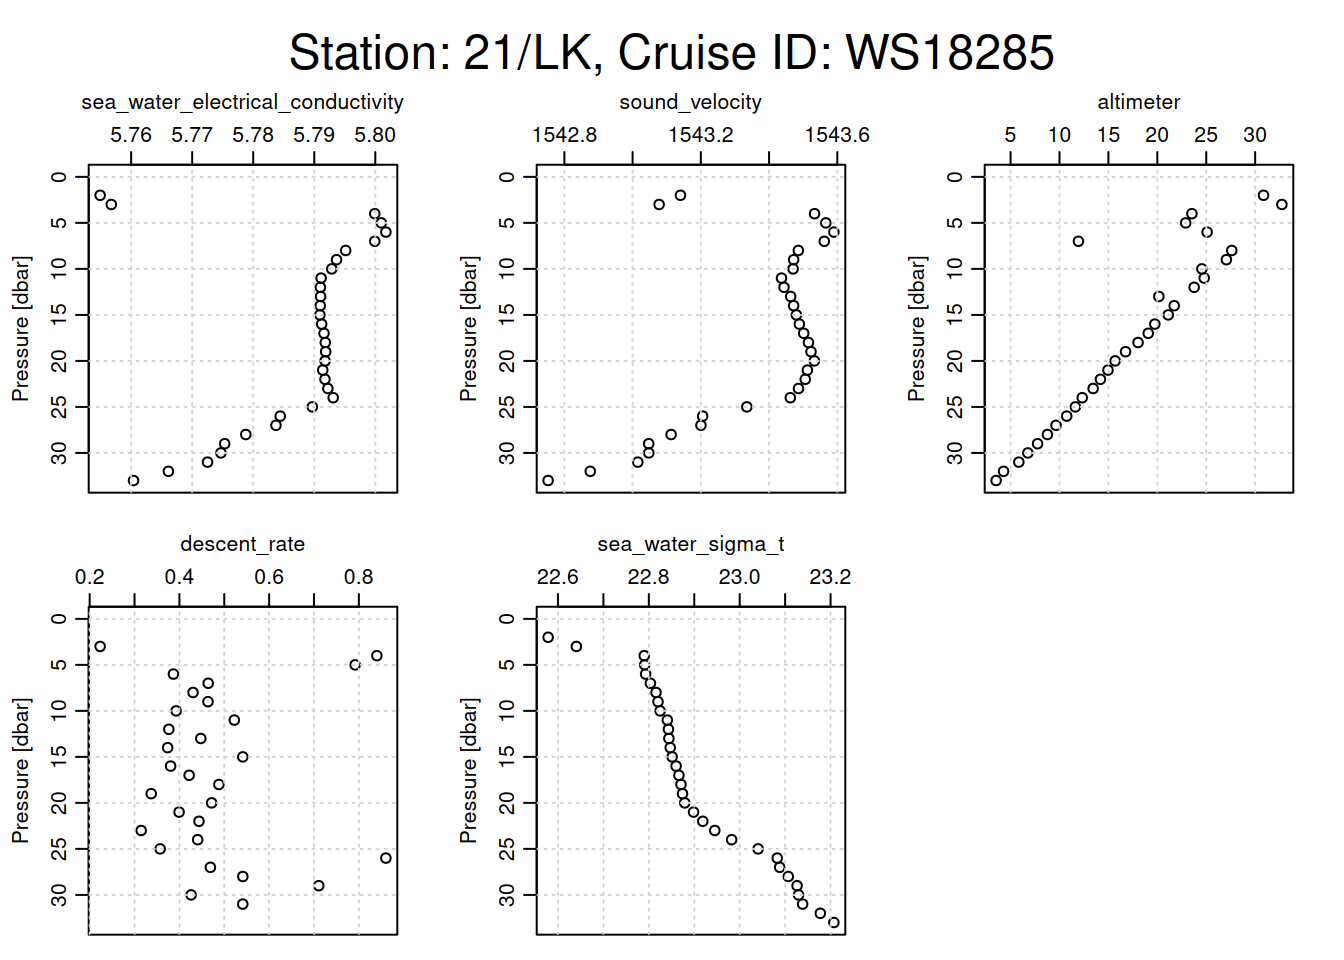 Station: 21/LK, Cruise ID: WS18285
sea_water_electrical_conductivity
5.76 5.77 5.78 5.79 5.80
Pressure [dbar]
0
5
10
15
20
25
30
sound_velocity
1542.8 1543.2 1543.6
Pressure [dbar]
0
5
10
15
20
25
30
altimeter
5 10 15 20 25 30
Pressure [dbar]
0
5
10
15
20
25
30
descent_rate
0.2 0.4 0.6 0.8
Pressure [dbar]
0
5
10
15
20
25
30
sea_water_sigma_t
22.6 22.8 23.0 23.2
Pressure [dbar]
0
5
10
15
20
25
30